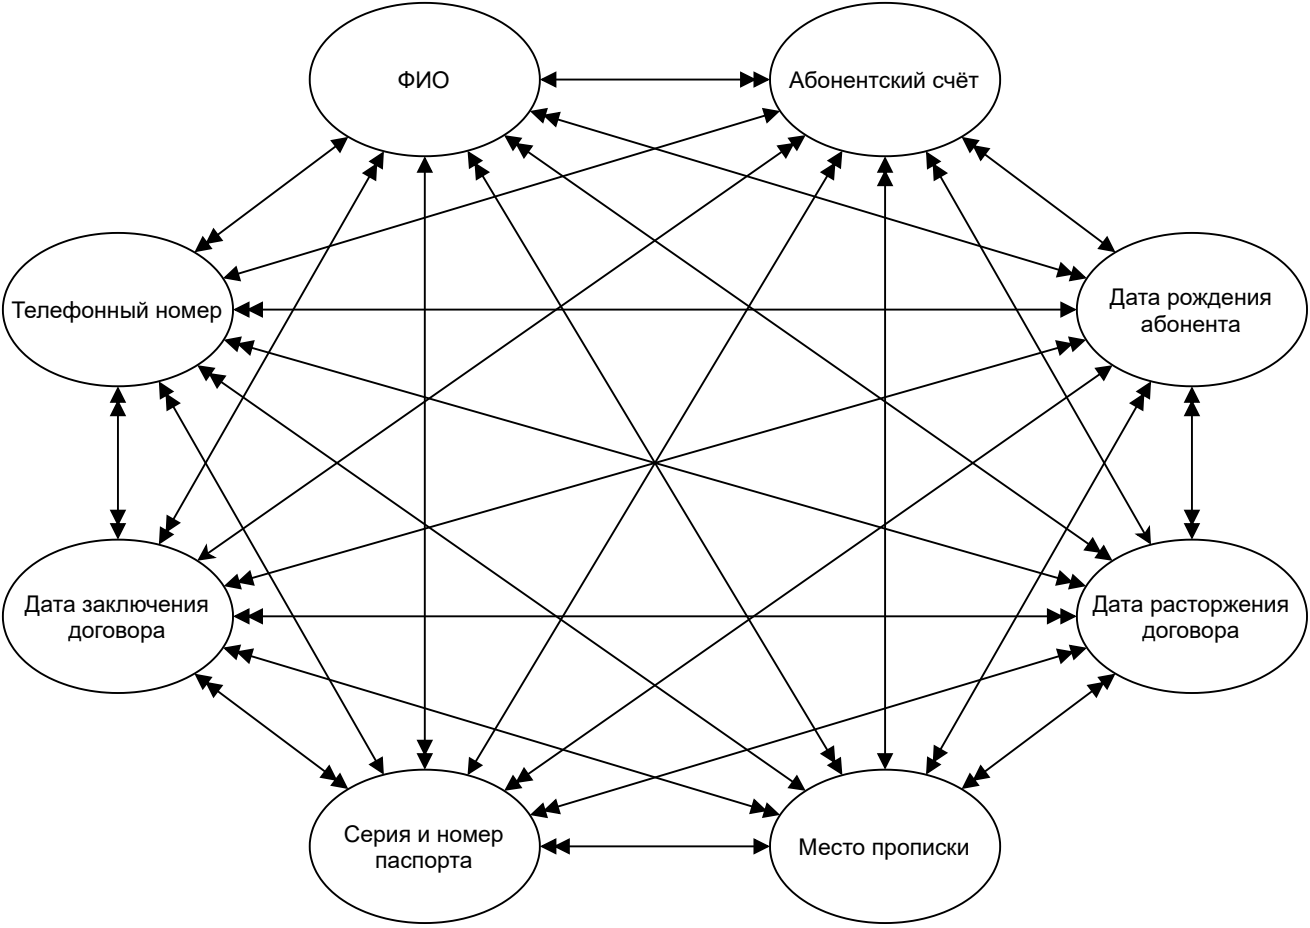 ФИО
Абонентский счёт
Телефонный номер
Дата рождения
абонента
Дата заключения
договора
Дата расторжения
договора
Серия и номер
паспорта
Место прописки